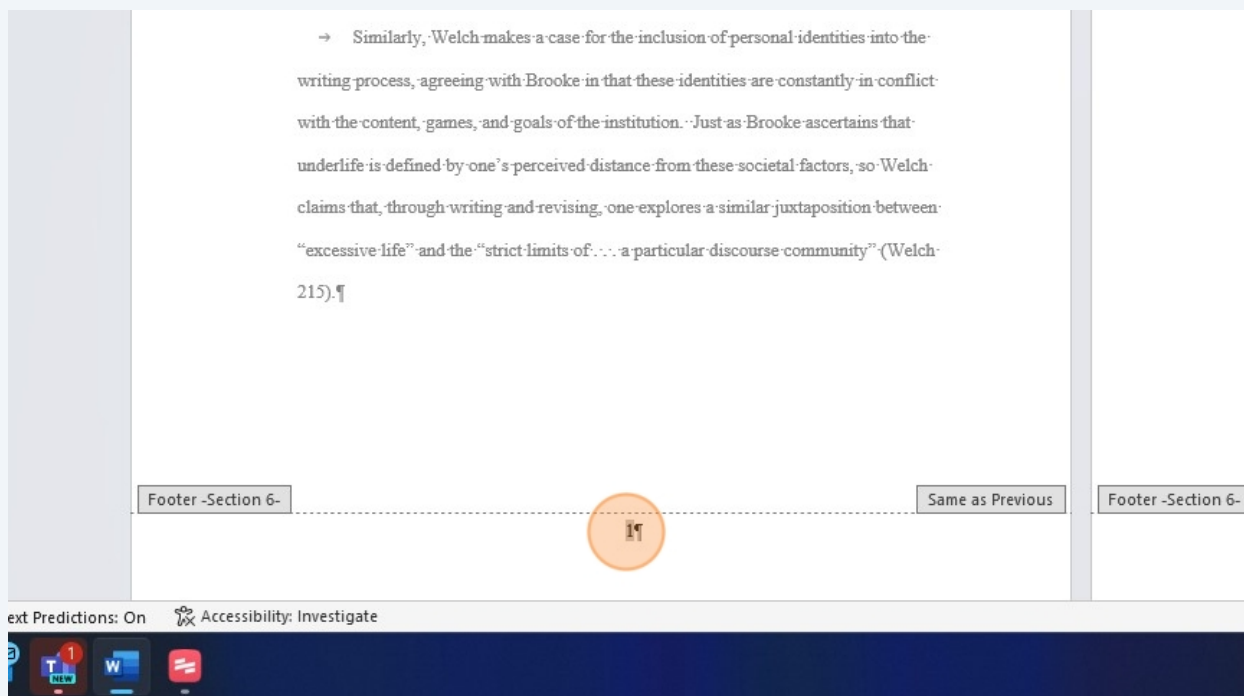 → Similarly, Welch makes a case for the inclusion of personal identities into the
writing process, agreeing with Brooke in that these identities are constantly in conflict
with the content, games, and goals of the institution.  Just as Brooke ascertains that
underlife is defined by one’s perceived distance from these societal factors, so Welch
claims that, through writing and revising, one explores a similar juxtaposition between
“excessive life” and the “strict limits of . . . a particular discourse community” (Welch
215).¶
Footer -Section 6- Same as Previous Footer -Section 6-
1¶
ext Predictions: On Accessibility: Investigate
T 1 NEW W